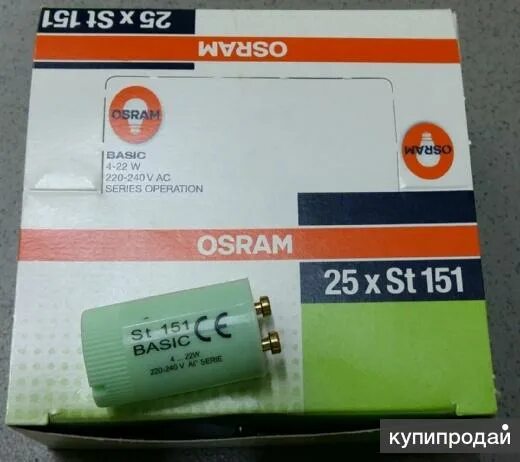 25 x St 151
OSRAM
OSRAM
BASIC
4-22 W
220-240 V AC
SERIES OPERATION
OSRAM
OSRAM
25 x St 151
St 151 CE
BASIC
4 ... 22W
220-240 V AC SERIE
купипродай